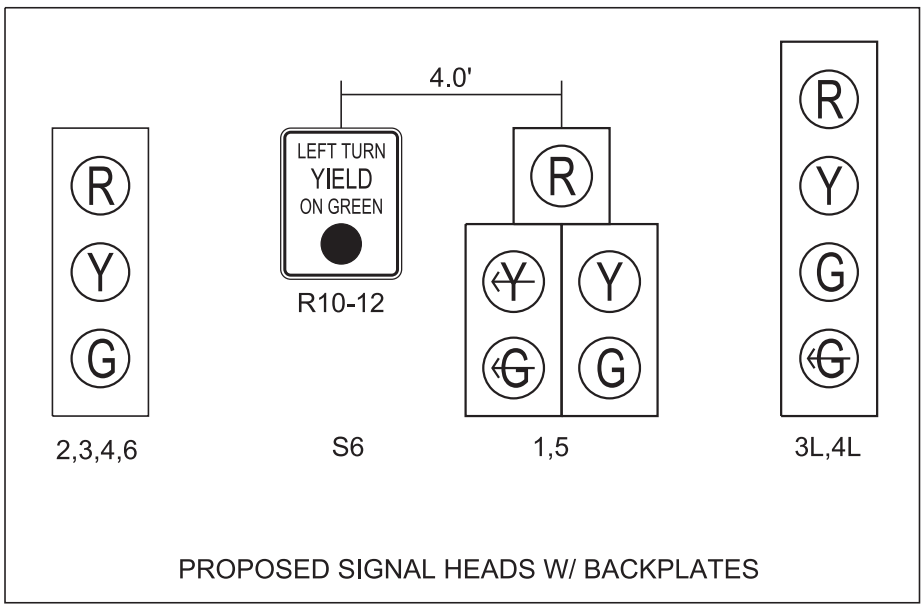 4.0'
R
Y
G
2,3,4,6
LEFT TURN
YIELD
ON GREEN
R10-12
S6
R
Y Y
G G
1,5
R
Y
G
G
3L,4L
PROPOSED SIGNAL HEADS W/ BACKPLATES